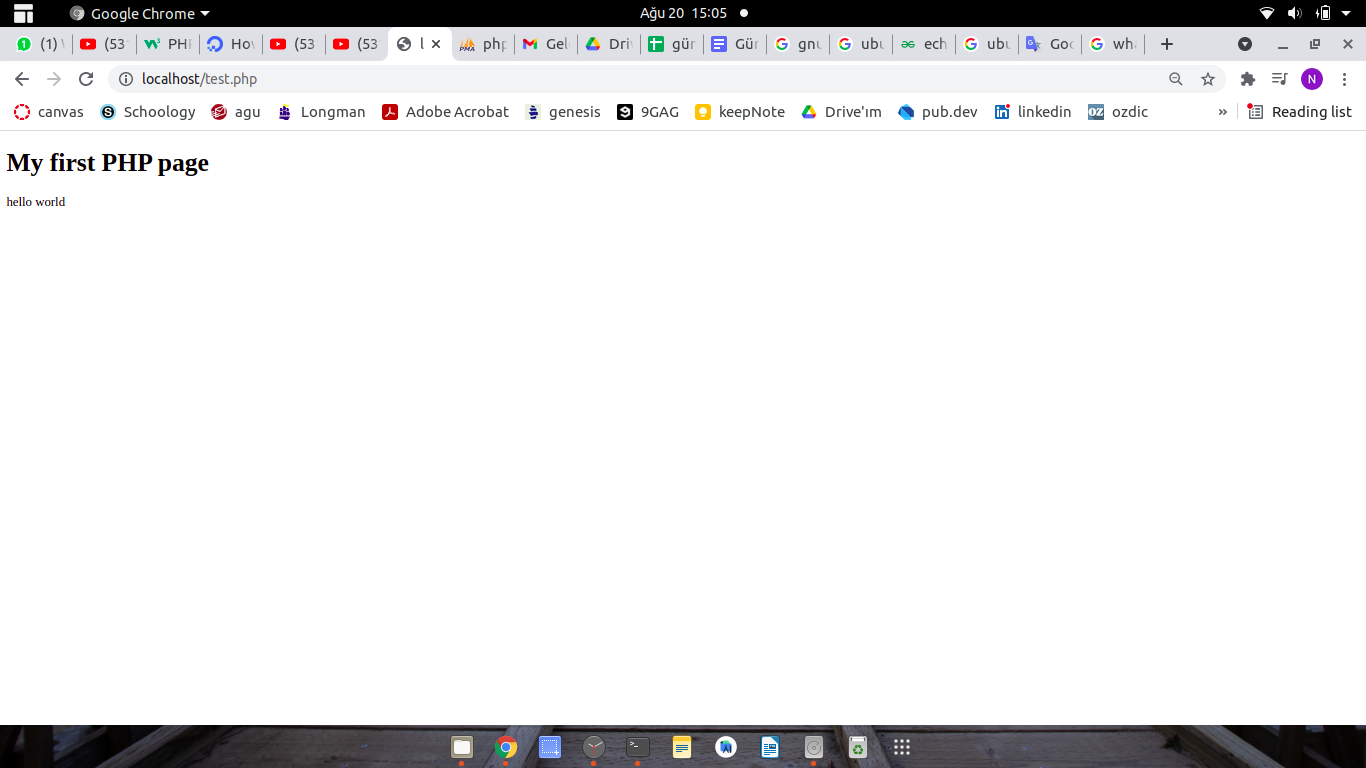 Google Chrome
Ağu 20 15:05
(1)
(53
PHP
Hov
(53
(53
l
php
Gel
Driv
gür
Gür
gnu
ubu
ech
ubu
Goo
wha
localhost/test.php
N
canvas
Schoology
agu
Longman
Adobe Acrobat
genesis
9GAG
keepNote
Drive'ım
pub.dev
linkedin
ozdic
»
Reading list
My first PHP page
hello world